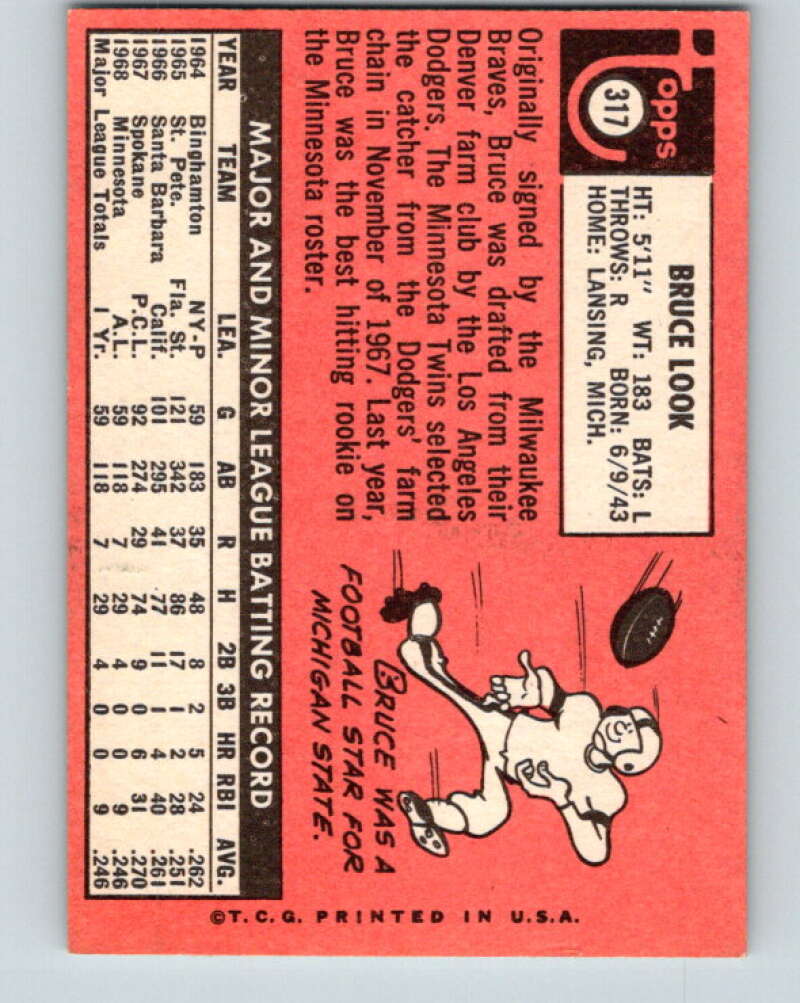 Topps
317
BRUCE LOOK
HT: 5'11" WT: 183 BATS: L
THROWS: R BORN: 6/9/43
HOME: LANSING, MICH.
Originally signed by the Milwaukee
Braves, Bruce was drafted from their
Denver farm club by the Los Angeles
Dodgers. The Minnesota Twins selected
the catcher from the Dodgers' farm
chain in November of 1967. Last year,
Bruce was the best hitting rookie on
the Minnesota roster.
BRUCE WAS A
FOOTBALL STAR FOR
MICHIGAN STATE.
MAJOR AND MINOR LEAGUE BATTING RECORD
YEAR TEAM LEA. G AB R H 2B 3B HR RBI AVG.
1964 Binghamton NY-P 59 183 35 48 8 2 5 24 .262
1965 St. Pete. Fla. St. 121 342 37 86 17 1 2 28 .251
1966 Santa Barbara Calif. 101 295 41 77 11 1 4 40 .261
1967 Spokane P.C.L. 92 274 29 74 9 0 6 31 .270
1968 Minnesota A.L. 59 118 7 29 4 0 0 9 .246
Major League Totals 1 Yr. 59 118 7 29 4 0 0 9 .246
©T.C.G. PRINTED IN U.S.A.